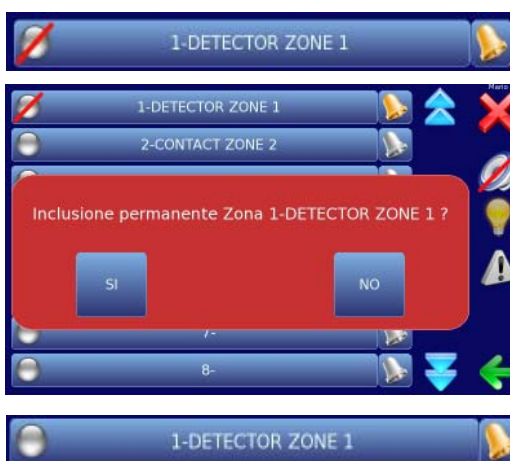 1-DETECTOR ZONE 1
Mario
1-DETECTOR ZONE 1
2-CONTACT ZONE 2
Inclusione permanente Zona 1-DETECTOR ZONE 1 ?
SI NO
7-
8-
1-DETECTOR ZONE 1